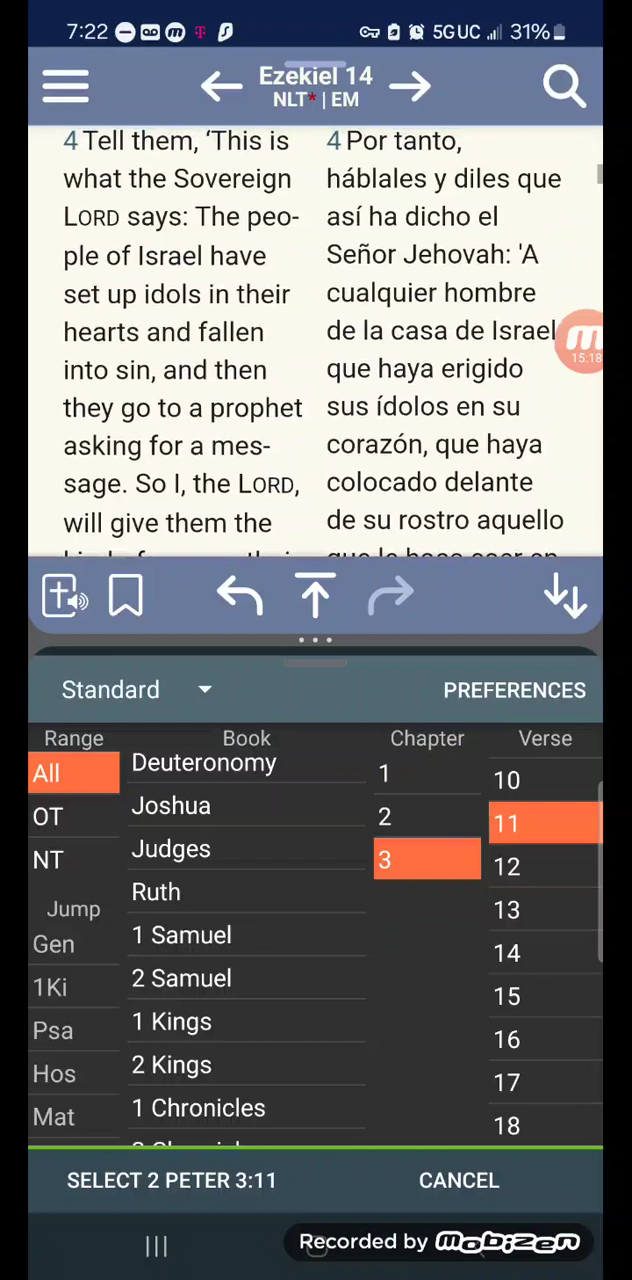 7:22 5GUC 31%
Ezekiel 14
NLT* | EM
4 Tell them, ‘This is
what the Sovereign
LORD says: The peo-
ple of Israel have
set up idols in their
hearts and fallen
into sin, and then
they go to a prophet
asking for a mes-
sage. So I, the LORD,
will give them the
4 Por tanto,
háblales y diles que
así ha dicho el
Señor Jehovah: 'A
cualquier hombre
de la casa de Israel
que haya erigido
sus ídolos en su
corazón, que haya
colocado delante
de su rostro aquello
15:18
Standard PREFERENCES
Range Book Chapter Verse
All
OT
NT
Jump
Gen
1Ki
Psa
Hos
Mat
Deuteronomy
Joshua
Judges
Ruth
1 Samuel
2 Samuel
1 Kings
2 Kings
1 Chronicles
1
2
3
10
11
12
13
14
15
16
17
18
SELECT 2 PETER 3:11 CANCEL
Recorded by mobizen